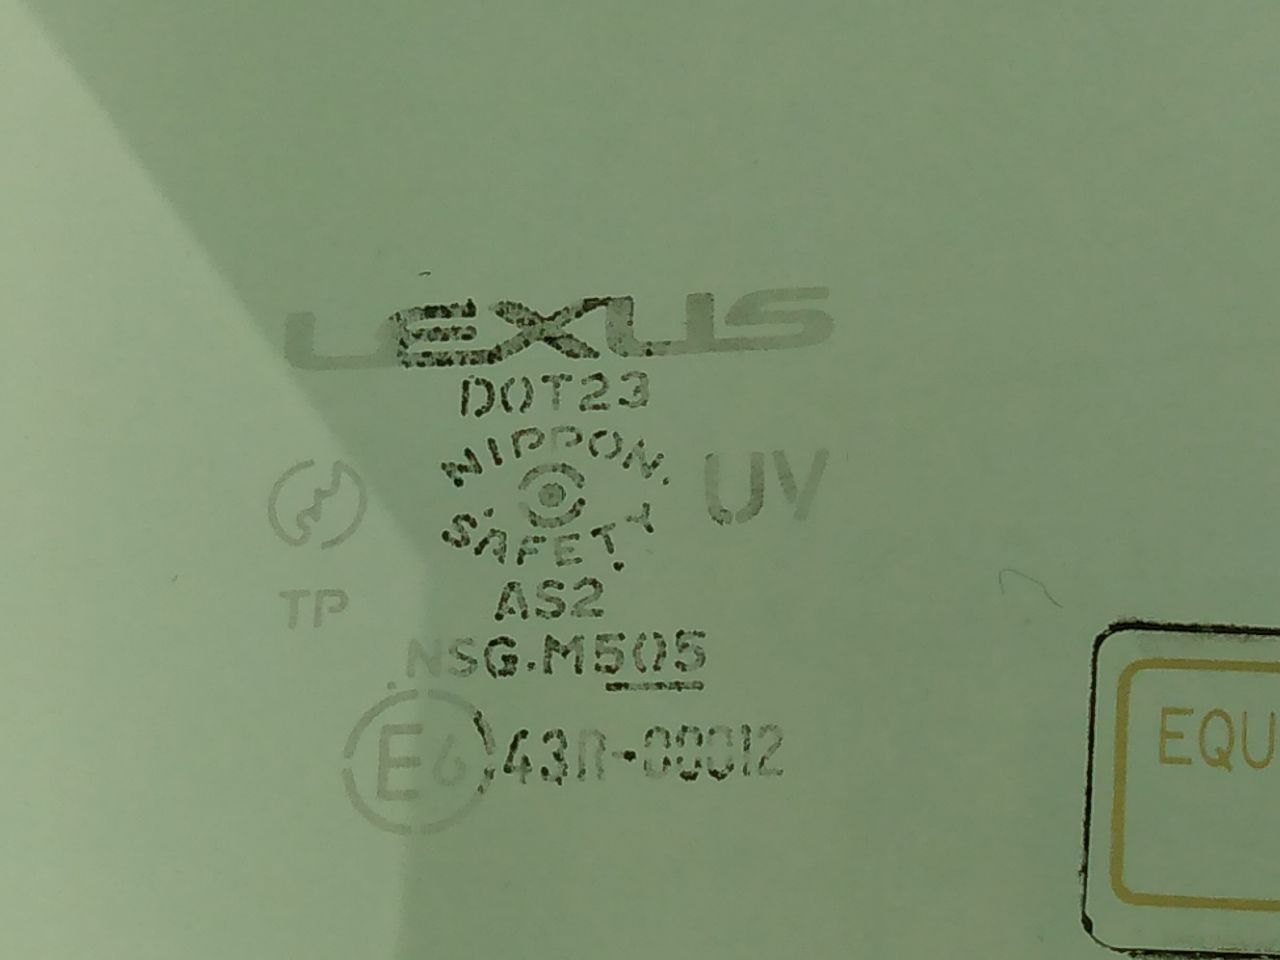 LEXUS
DOT23
NIPPON
SAFETY
UV
TP
AS2
NSG.M505
E6 43R-00012
EQU